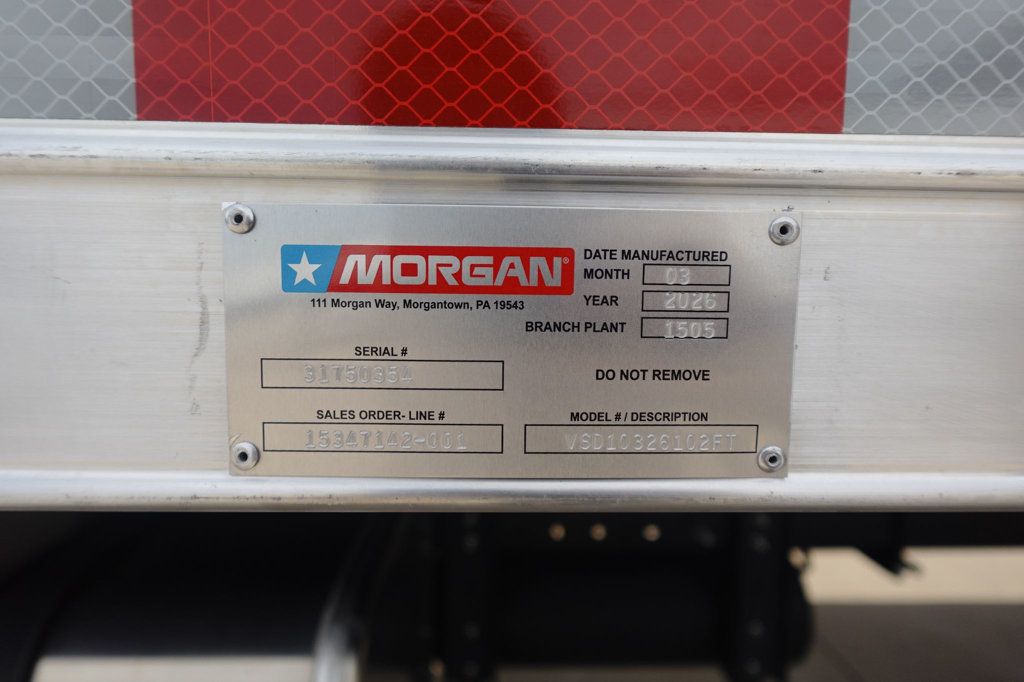 MORGAN®
111 Morgan Way, Morgantown, PA 19543
DATE MANUFACTURED
MONTH 03
YEAR 2026
BRANCH PLANT 1505
SERIAL #
31750354
DO NOT REMOVE
SALES ORDER- LINE #
15347142-001
MODEL # / DESCRIPTION
VSD10326102FT